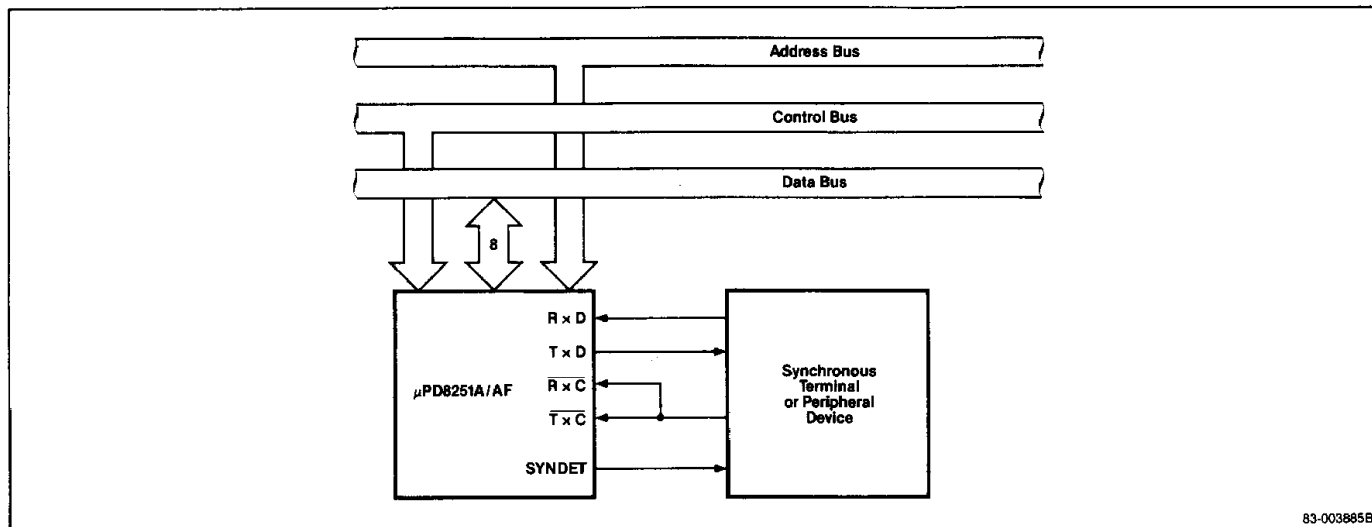 Address Bus
Control Bus
Data Bus
8
R × D
T × D
μPD8251A/AF
R̅ ̅×̅ ̅C̅
T̅ ̅×̅ ̅C̅
SYNDET
Synchronous
Terminal
or Peripheral
Device
83-003885B